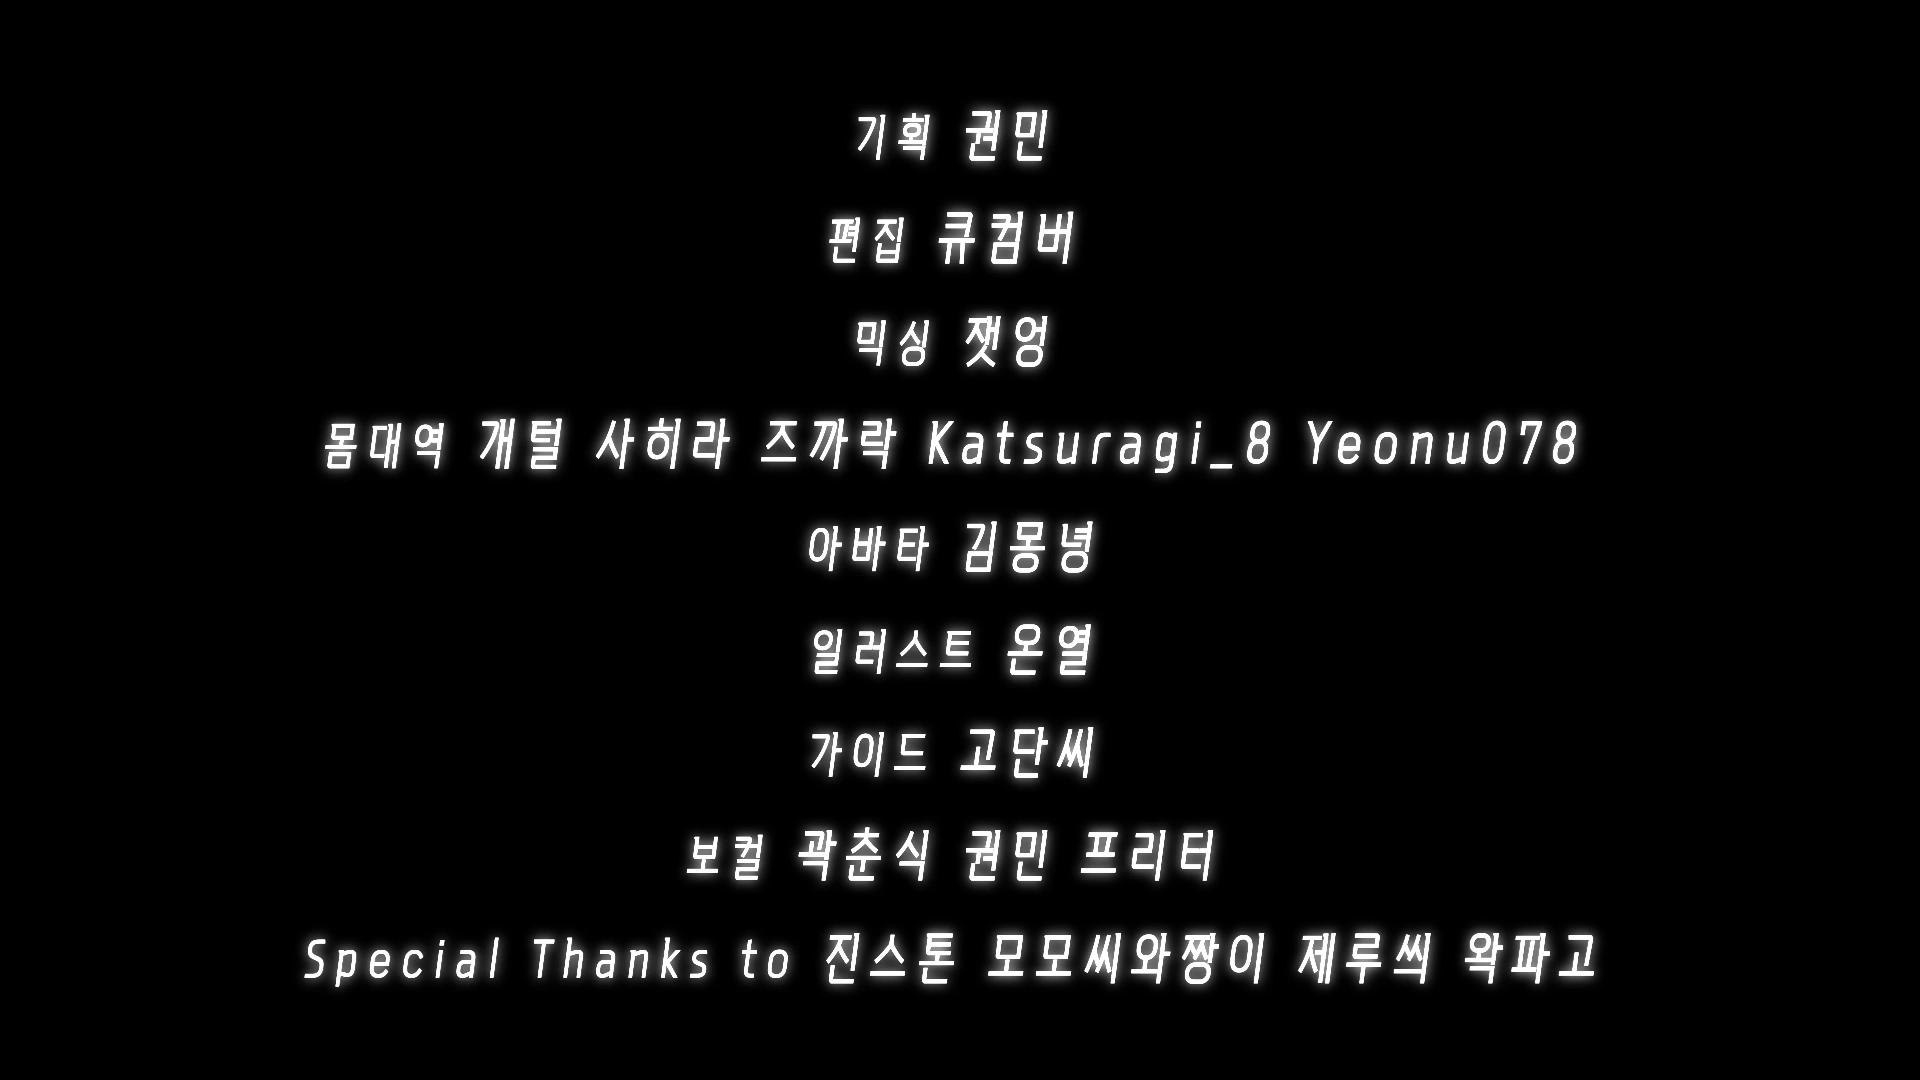 기획 권민
편집 큐컴버
믹싱 잿엉
몸대역 개털 사히라 즈까락 Katsuragi_8 Yeonu078
아바타 김몽녕
일러스트 온열
가이드 고단씨
보컬 곽춘식 권민 프리터
Special Thanks to 진스톤 모모씨와짱이 제루씌 왁파고